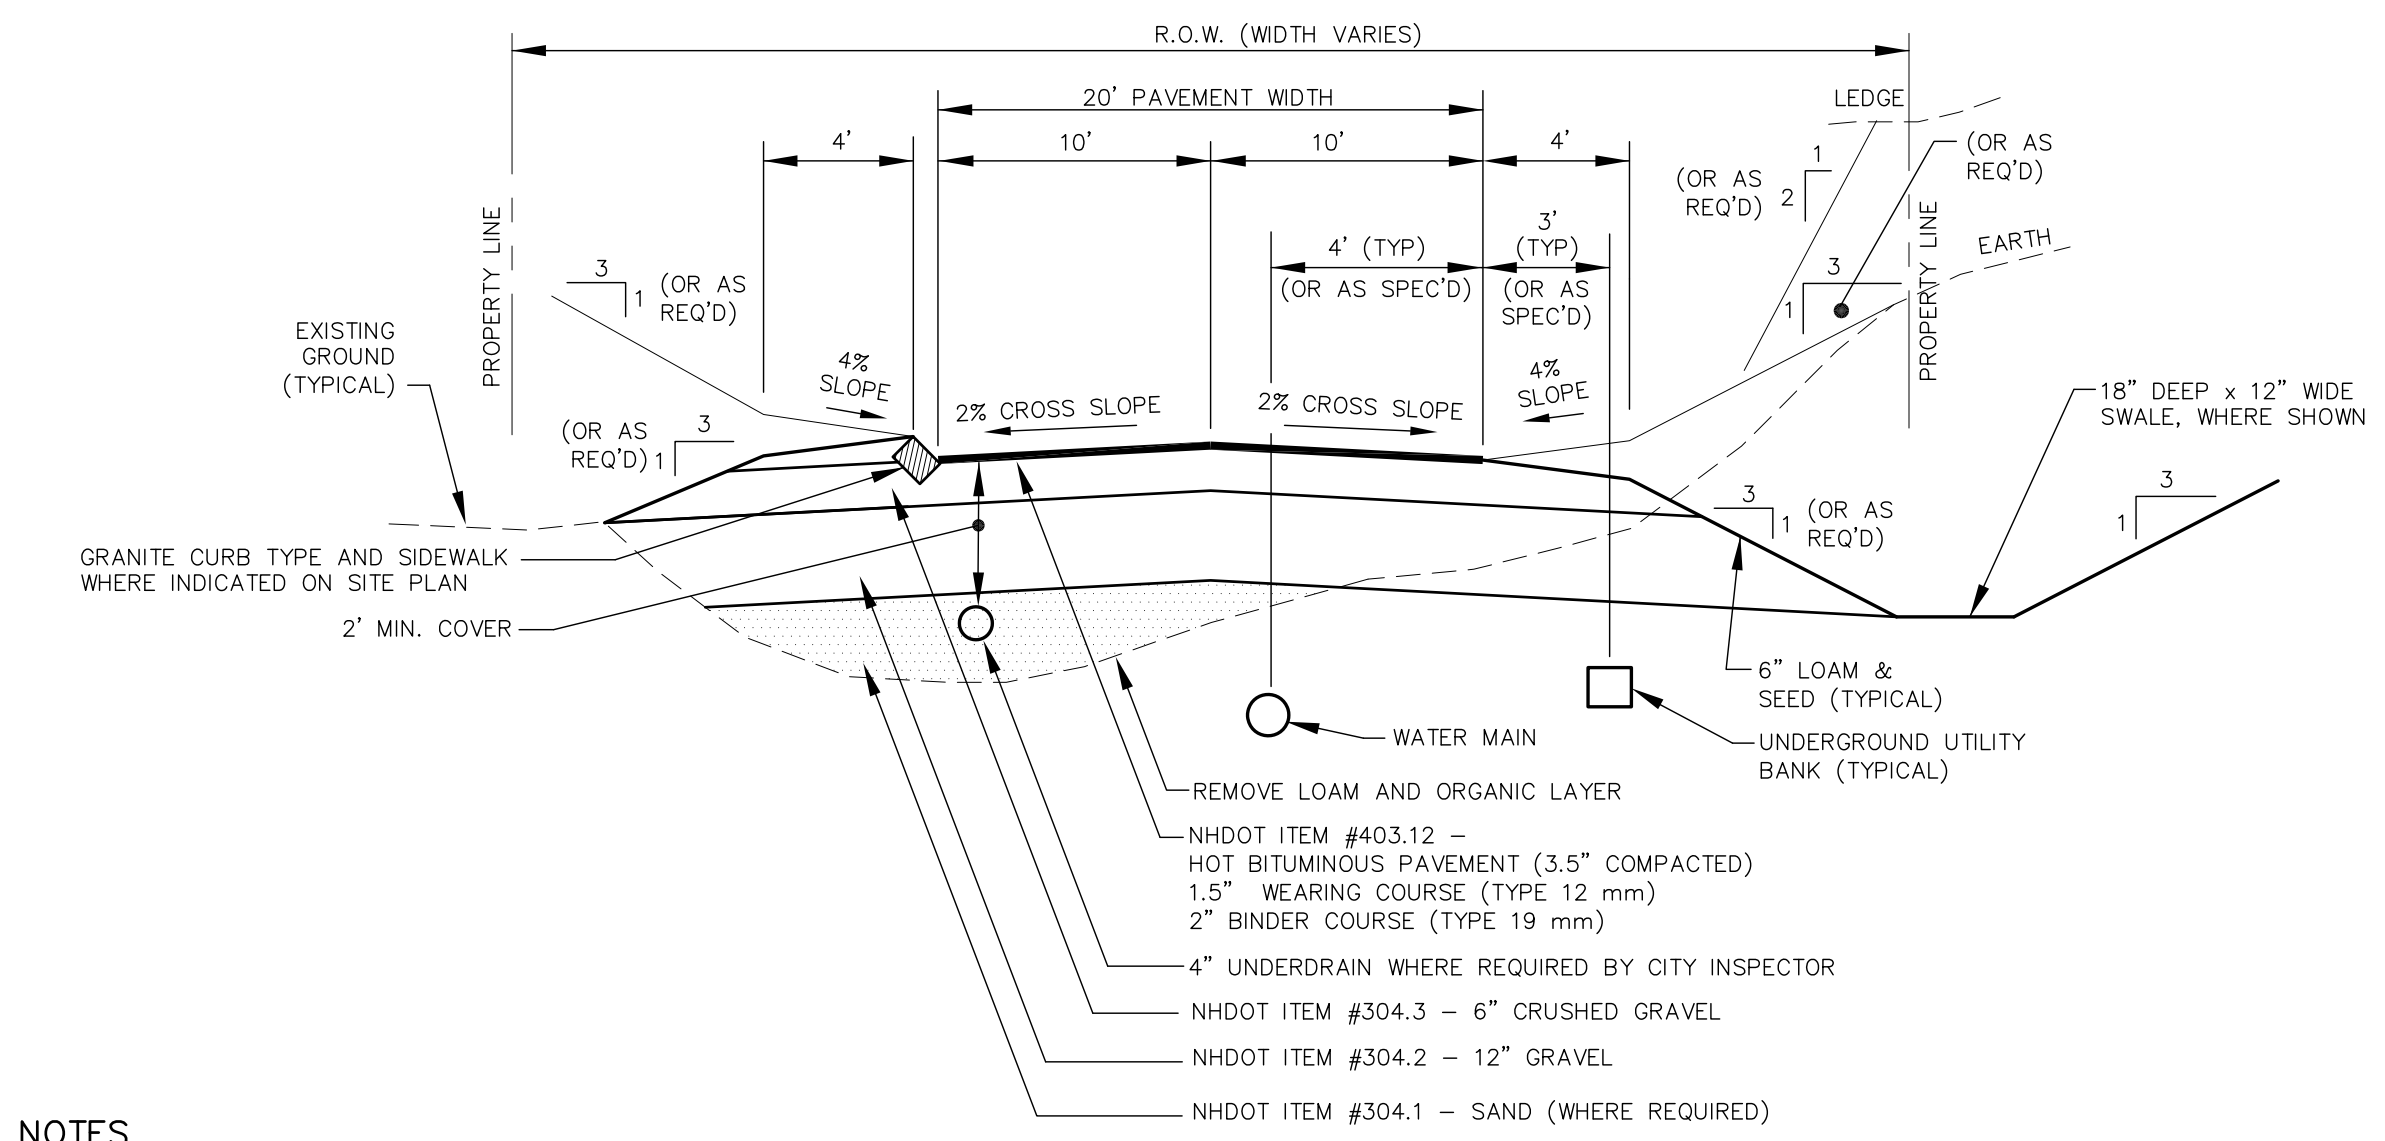 R.O.W. (WIDTH VARIES)
20' PAVEMENT WIDTH
LEDGE
4'
10'
10'
4'
(OR AS
REQ'D)
1
2
(OR AS
REQ'D)
PROPERTY LINE
3'
(TYP)
(OR AS
SPEC'D)
4' (TYP)
(OR AS SPEC'D)
PROPERTY LINE
EARTH
3
1
3
1
(OR AS
REQ'D)
EXISTING
GROUND
(TYPICAL)
4%
SLOPE
2% CROSS SLOPE
2% CROSS SLOPE
4%
SLOPE
18" DEEP x 12" WIDE
SWALE, WHERE SHOWN
(OR AS
REQ'D)
3
1
3
1
(OR AS
REQ'D)
3
1
GRANITE CURB TYPE AND SIDEWALK
WHERE INDICATED ON SITE PLAN
2' MIN. COVER
6" LOAM &
SEED (TYPICAL)
WATER MAIN
UNDERGROUND UTILITY
BANK (TYPICAL)
REMOVE LOAM AND ORGANIC LAYER
NHDOT ITEM #403.12 –
HOT BITUMINOUS PAVEMENT (3.5" COMPACTED)
1.5" WEARING COURSE (TYPE 12 mm)
2" BINDER COURSE (TYPE 19 mm)
4" UNDERDRAIN WHERE REQUIRED BY CITY INSPECTOR
NHDOT ITEM #304.3 – 6" CRUSHED GRAVEL
NHDOT ITEM #304.2 – 12" GRAVEL
NHDOT ITEM #304.1 – SAND (WHERE REQUIRED)
NOTES